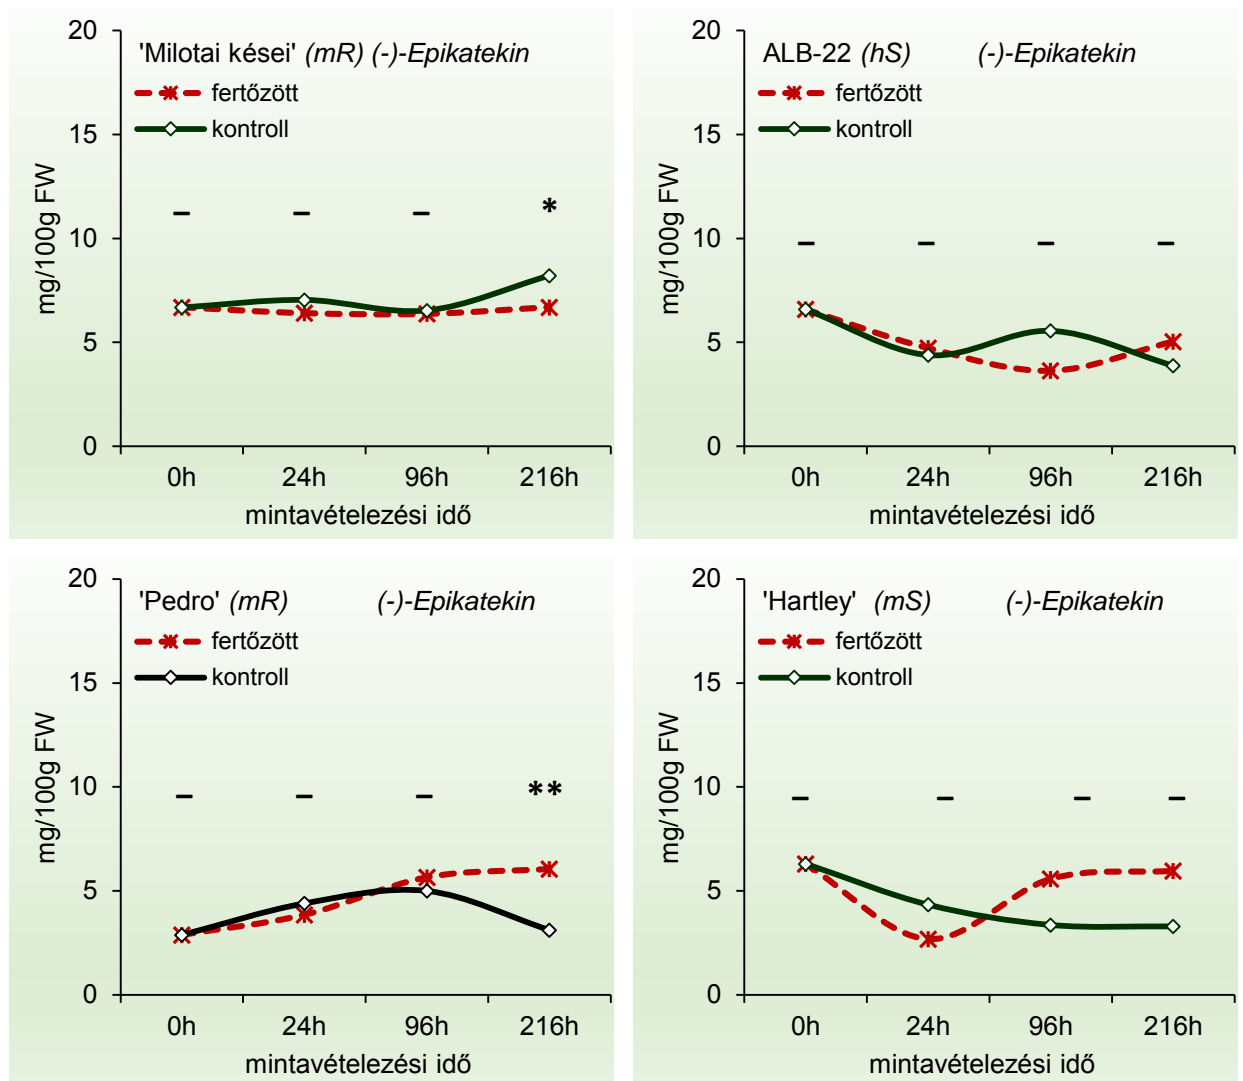 'Milotai kései' (mR) (-)-Epikatekin
fertőzött
kontroll
mg/100g FW
20
15
10
5
0
– – – *
0h 24h 96h 216h
mintavételezési idő
ALB-22 (hS) (-)-Epikatekin
fertőzött
kontroll
mg/100g FW
20
15
10
5
0
– – – –
0h 24h 96h 216h
mintavételezési idő
'Pedro' (mR) (-)-Epikatekin
fertőzött
kontroll
mg/100g FW
20
15
10
5
0
– – – **
0h 24h 96h 216h
mintavételezési idő
'Hartley' (mS) (-)-Epikatekin
fertőzött
kontroll
mg/100g FW
20
15
10
5
0
– – – –
0h 24h 96h 216h
mintavételezési idő